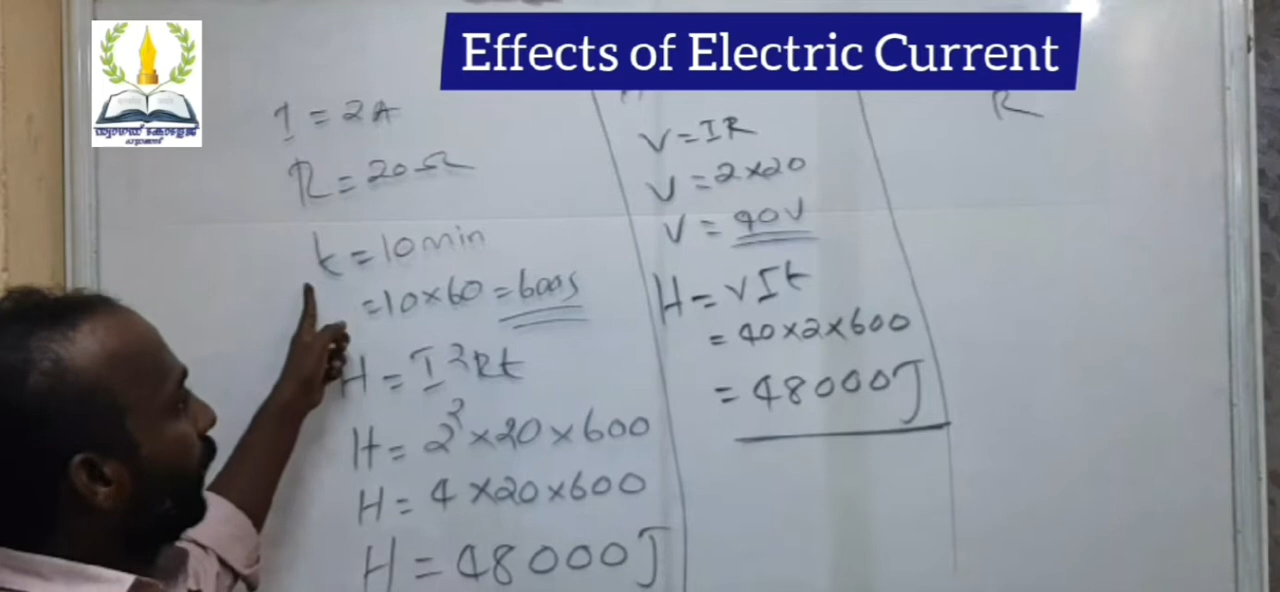 Effects of Electric Current
I = 2A
R = 20Ω
t = 10min
= 10×60 = 600s
H = I²Rt
H = 2²×20×600
H = 4×20×600
H = 48000J
V = IR
V = 2×20
V = 40V
H = VIt
= 40×2×600
= 48000J
R